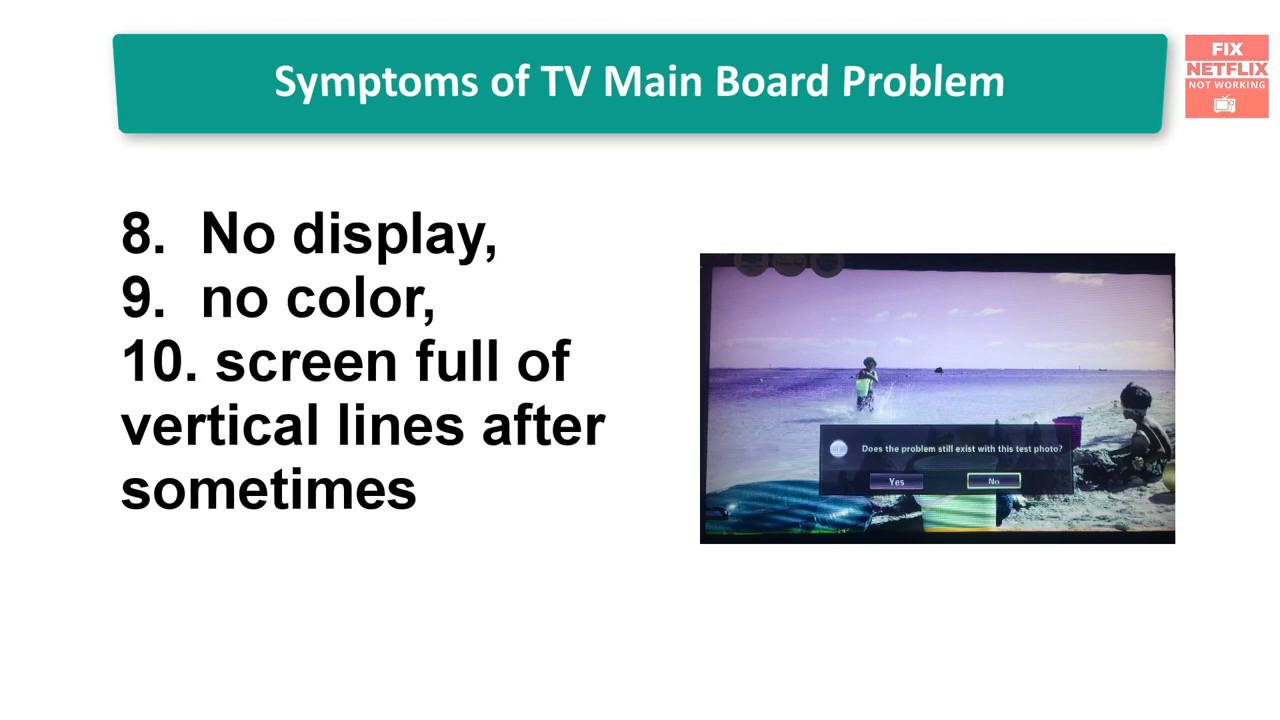 Symptoms of TV Main Board Problem
FIX
NETFLIX
NOT WORKING
8. No display,
9. no color,
10. screen full of
vertical lines after
sometimes
Does the problem still exist with this test photo?
Yes
No